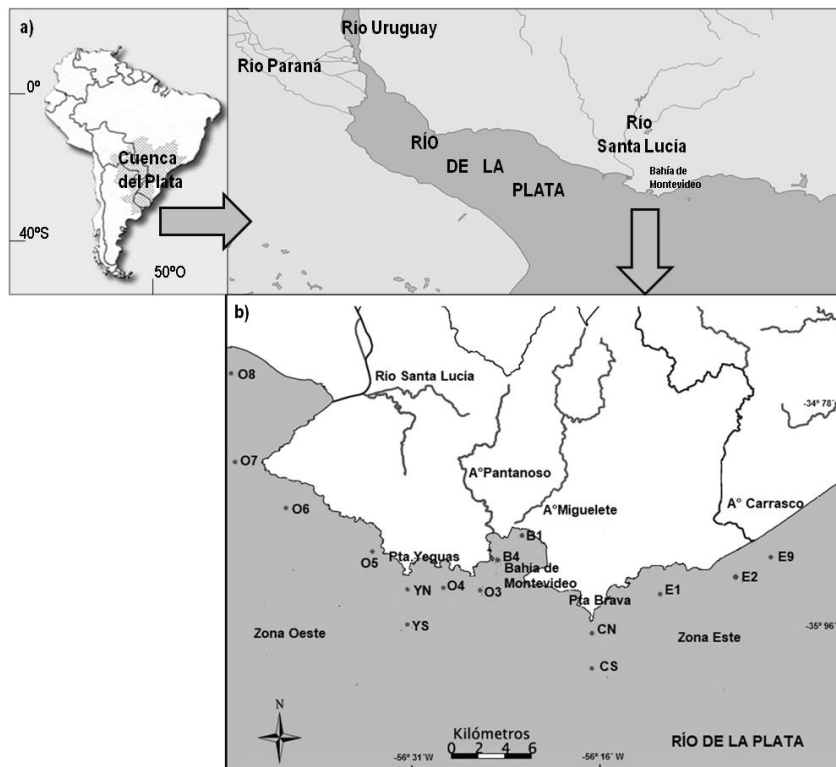 a)
0º
40ºS
50ºO
Cuenca
del Plata
Río Uruguay
Río Paraná
RÍO
DE LA
PLATA
Río
Santa Lucía
Bahía de
Montevideo
b)
O8
Río Santa Lucía
-34º 78´
O7
A°Pantanoso
A° Carrasco
O6
A°Miguelete
B1
O5
Pta.Yeguas
B4
Bahía de
Montevideo
E9
E2
YN
O4
O3
Pta Brava
E1
YS
CN
-35º 96
Zona Oeste
Zona Este
CS
N
Kilómetros
0 2 4 6
RÍO DE LA PLATA
-56º 31´W
-56º 16 W